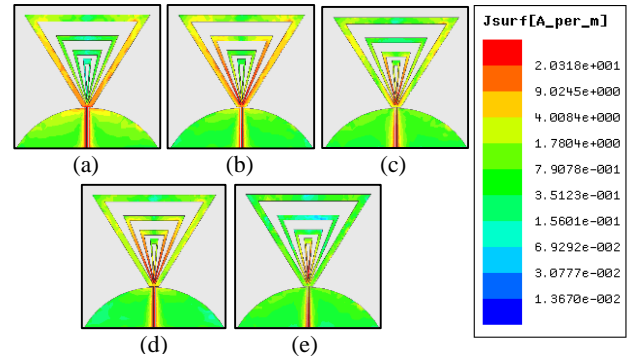 Jsurf[A_per_m]
2.0318e+001
9.0245e+000
4.0084e+000
1.7804e+000
7.9078e-001
3.5123e-001
1.5601e-001
6.9292e-002
3.0777e-002
1.3670e-002
(a)
(b)
(c)
(d)
(e)